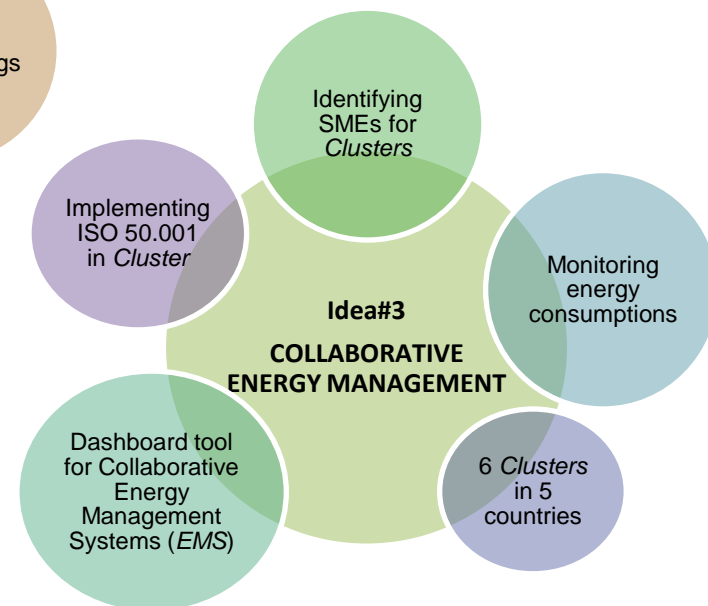 gs
Identifying
SMEs for
Clusters
Implementing
ISO 50.001
in Cluster
Monitoring
energy
consumptions
Idea#3
COLLABORATIVE
ENERGY MANAGEMENT
Dashboard tool
for Collaborative
Energy
Management
Systems (EMS)
6 Clusters
in 5
countries